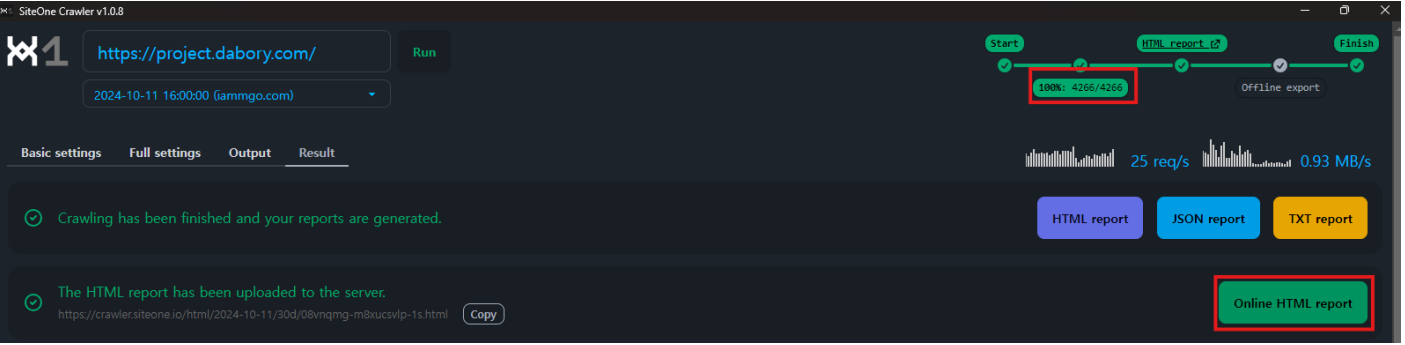 SiteOne Crawler v1.0.8
https://project.dabory.com/
Run
Start
HTML report
Finish
2024-10-11 16:00:00 (iammgo.com)
100%: 4266/4266
Offline export
Basic settings
Full settings
Output
Result
25 req/s
0.93 MB/s
Crawling has been finished and your reports are generated.
HTML report
JSON report
TXT report
The HTML report has been uploaded to the server.
https://crawler.siteone.io/html/2024-10-11/30d/08vnqmg-m8xucsvlp-1s.html
Copy
Online HTML report